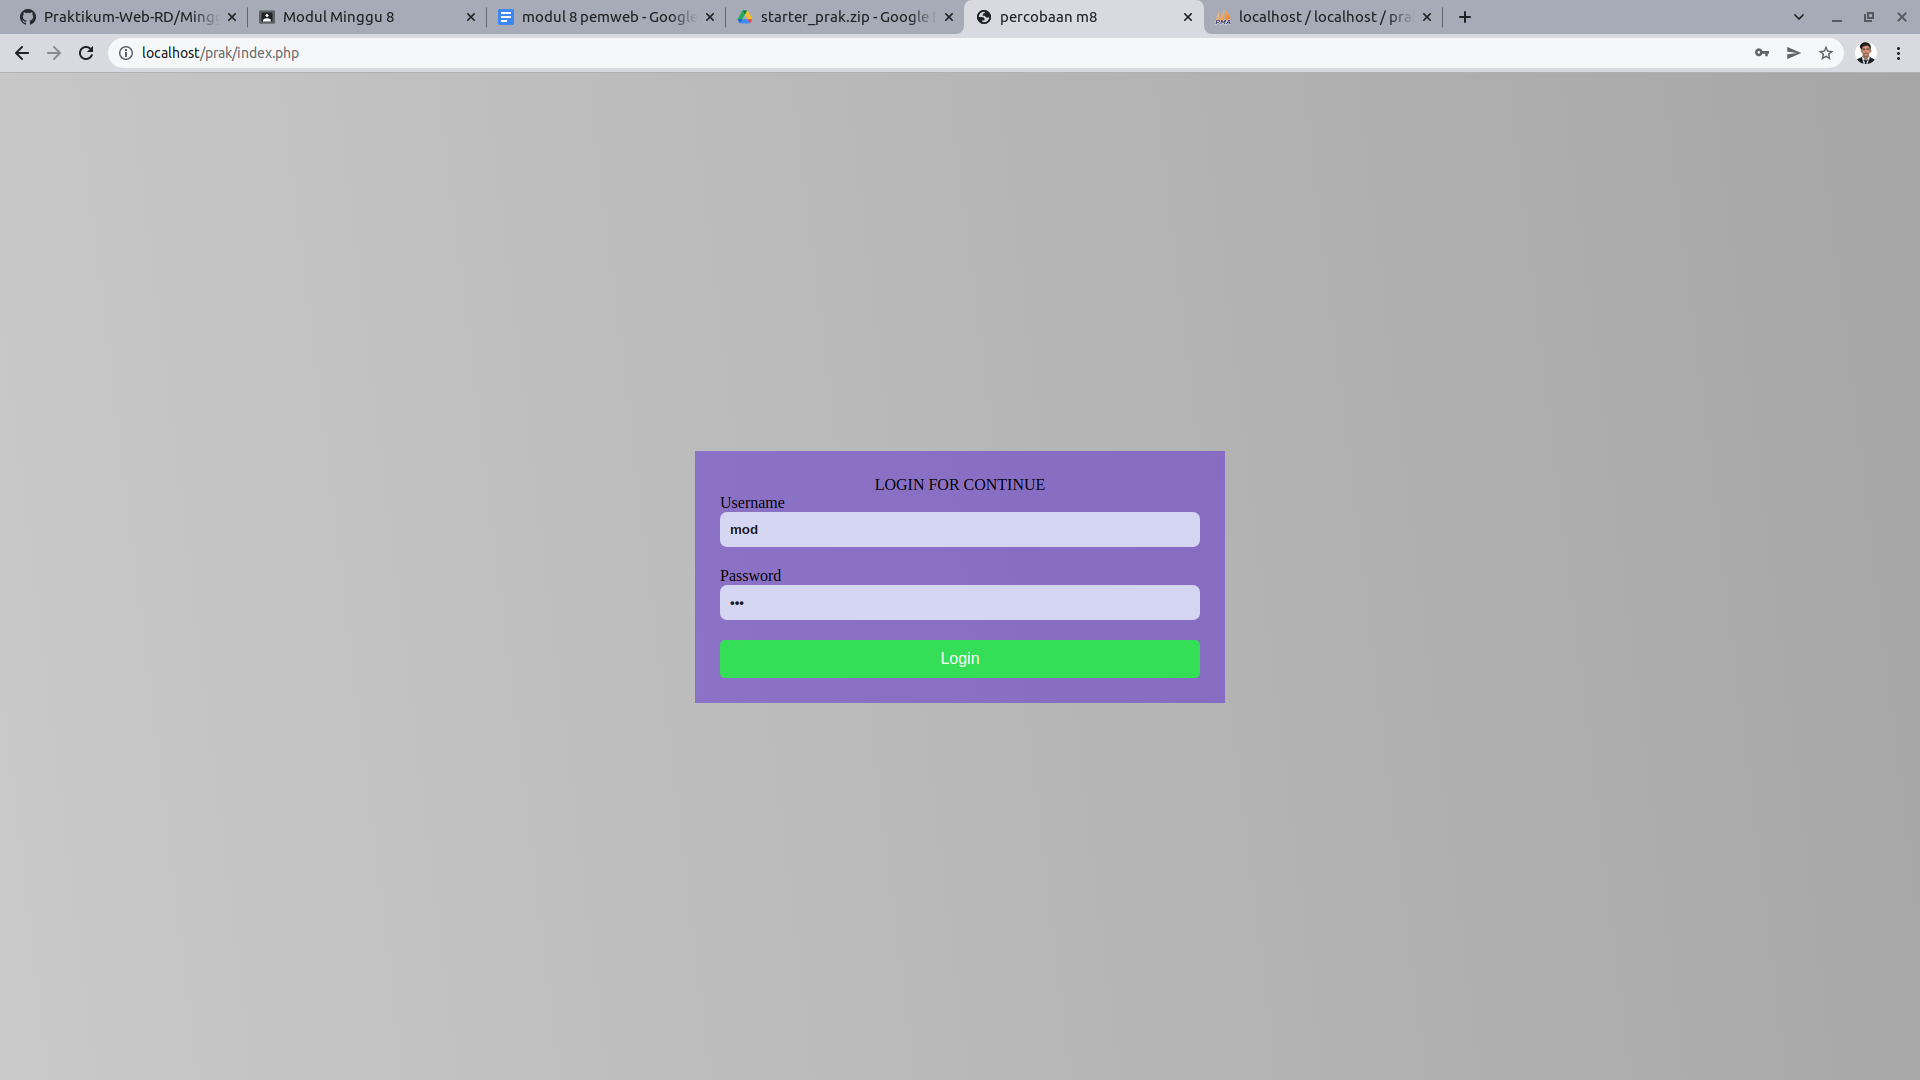 Praktikum-Web-RD/Mingg
Modul Minggu 8
modul 8 pemweb - Google
starter_prak.zip - Google
percobaan m8
localhost / localhost / pra
localhost/prak/index.php
LOGIN FOR CONTINUE
Username
mod
Password
•••
Login